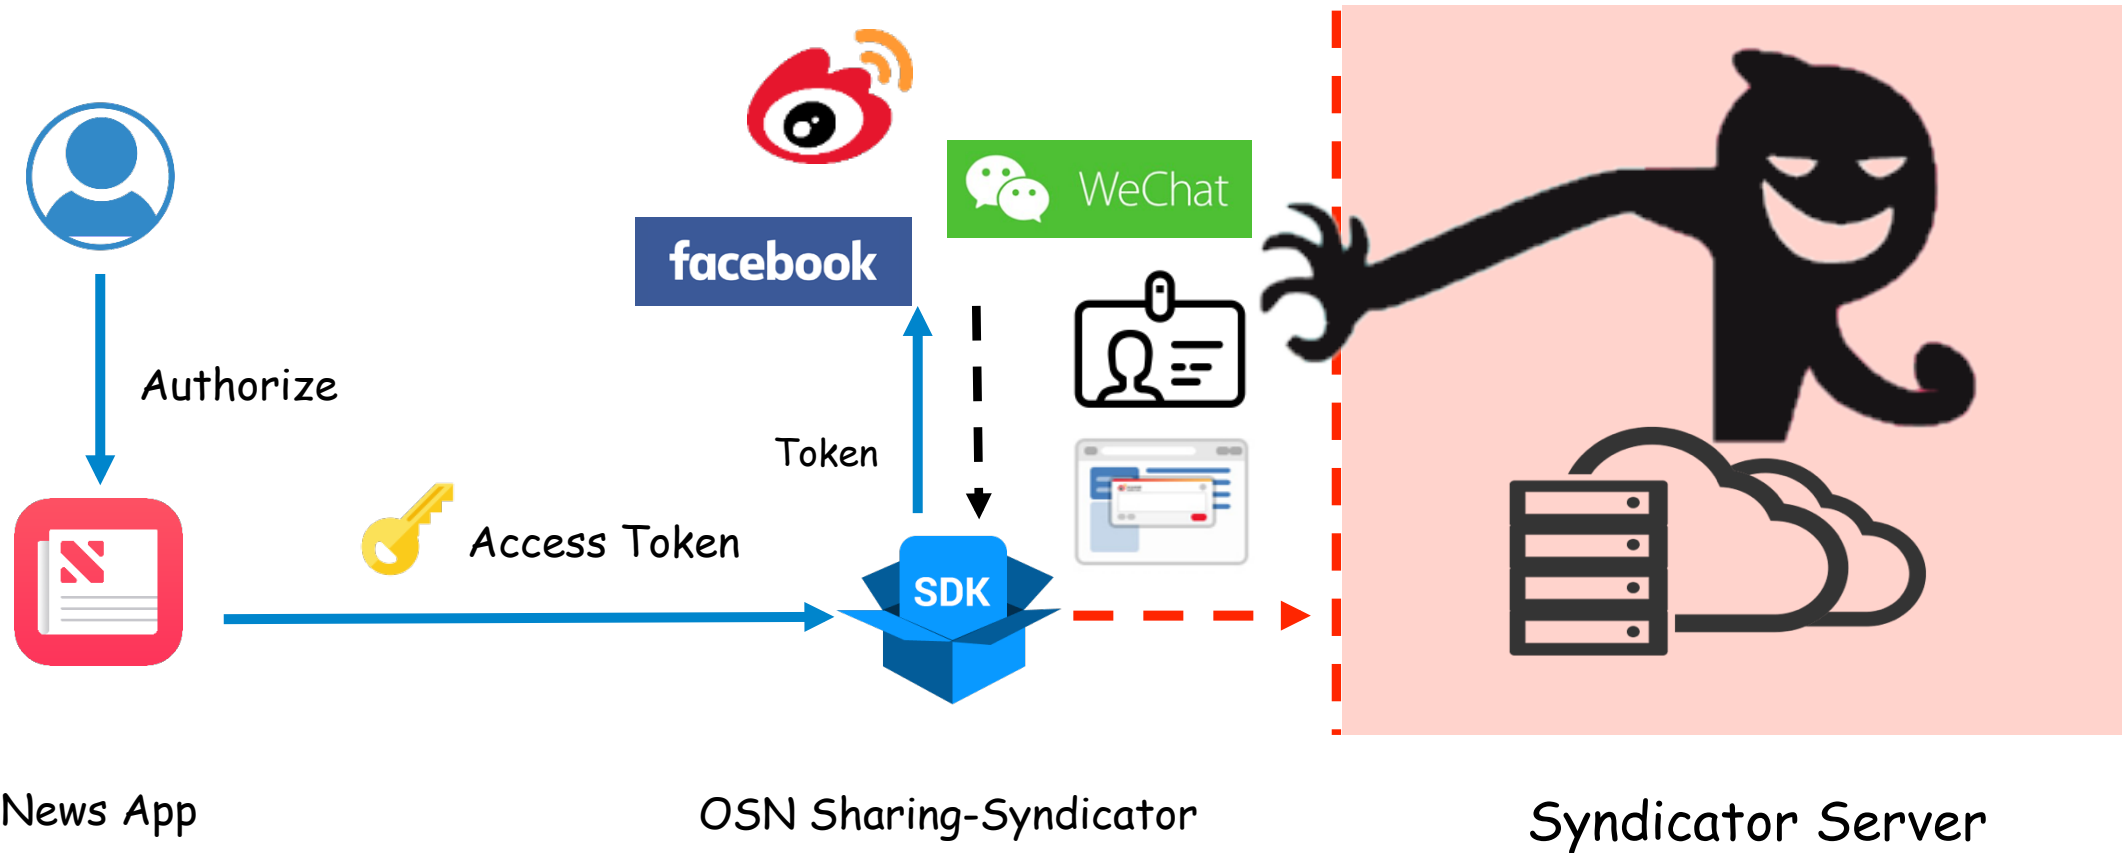 WeChat
facebook
Authorize
Token
Access Token
SDK
News App
OSN Sharing-Syndicator
Syndicator Server